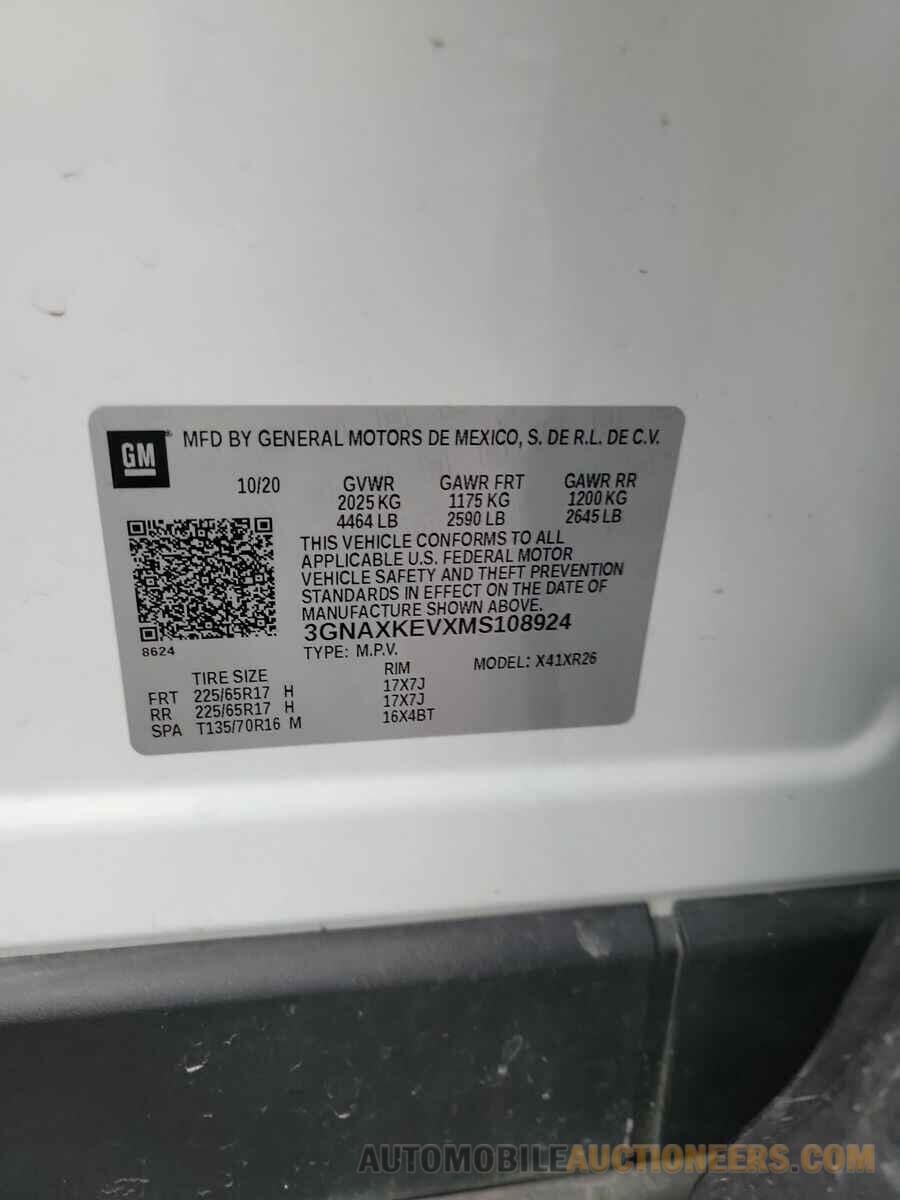 GM
® MFD BY GENERAL MOTORS DE MEXICO, S. DE R.L. DE C.V.
10/20 GVWR GAWR FRT GAWR RR
2025 KG 1175 KG 1200 KG
4464 LB 2590 LB 2645 LB
THIS VEHICLE CONFORMS TO ALL
APPLICABLE U.S. FEDERAL MOTOR
VEHICLE SAFETY AND THEFT PREVENTION
STANDARDS IN EFFECT ON THE DATE OF
MANUFACTURE SHOWN ABOVE.
3GNAXKEVXMS108924
8624 TYPE: M.P.V. MODEL: X41XR26
TIRE SIZE RIM
FRT 225/65R17 H 17X7J
RR 225/65R17 H 17X7J
SPA T135/70R16 M 16X4BT
AUTOMOBILEAUCTIONEERS.COM